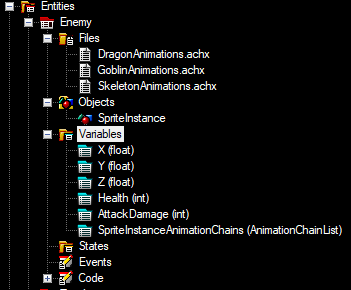 Entities
Enemy
Files
DragonAnimations.achx
GoblinAnimations.achx
SkeletonAnimations.achx
Objects
SpriteInstance
Variables
X (float)
Y (float)
Z (float)
Health (int)
AttackDamage (int)
SpriteInstanceAnimationChains (AnimationChainList)
States
Events
Code